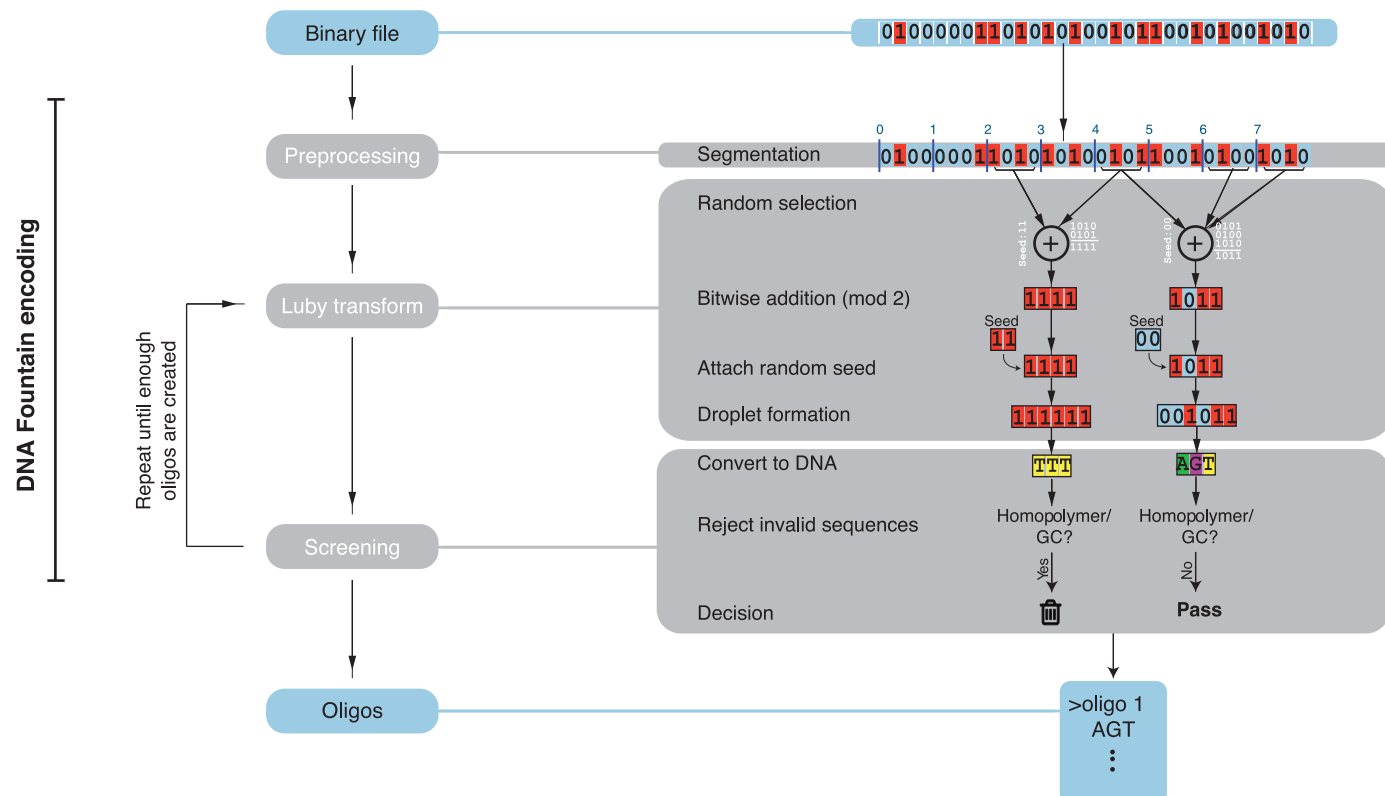 Binary file
01000001101010100101100101001010
DNA Fountain encoding
Preprocessing
0 1 2 3 4 5 6 7
Segmentation
01000001101010100101100101001010
Random selection
Seed:11
1010
0101
1111
Seed:00
0101
0100
1010
1011
Luby transform
Bitwise addition (mod 2)
1111
1011
Seed
11
Seed
00
Attach random seed
1111
1011
Droplet formation
111111
001011
Repeat until enough
oligos are created
Convert to DNA
TTT
AGT
Screening
Reject invalid sequences
Homopolymer/
GC?
Homopolymer/
GC?
Yes
No
Decision
Pass
Oligos
>oligo 1
AGT
⋮